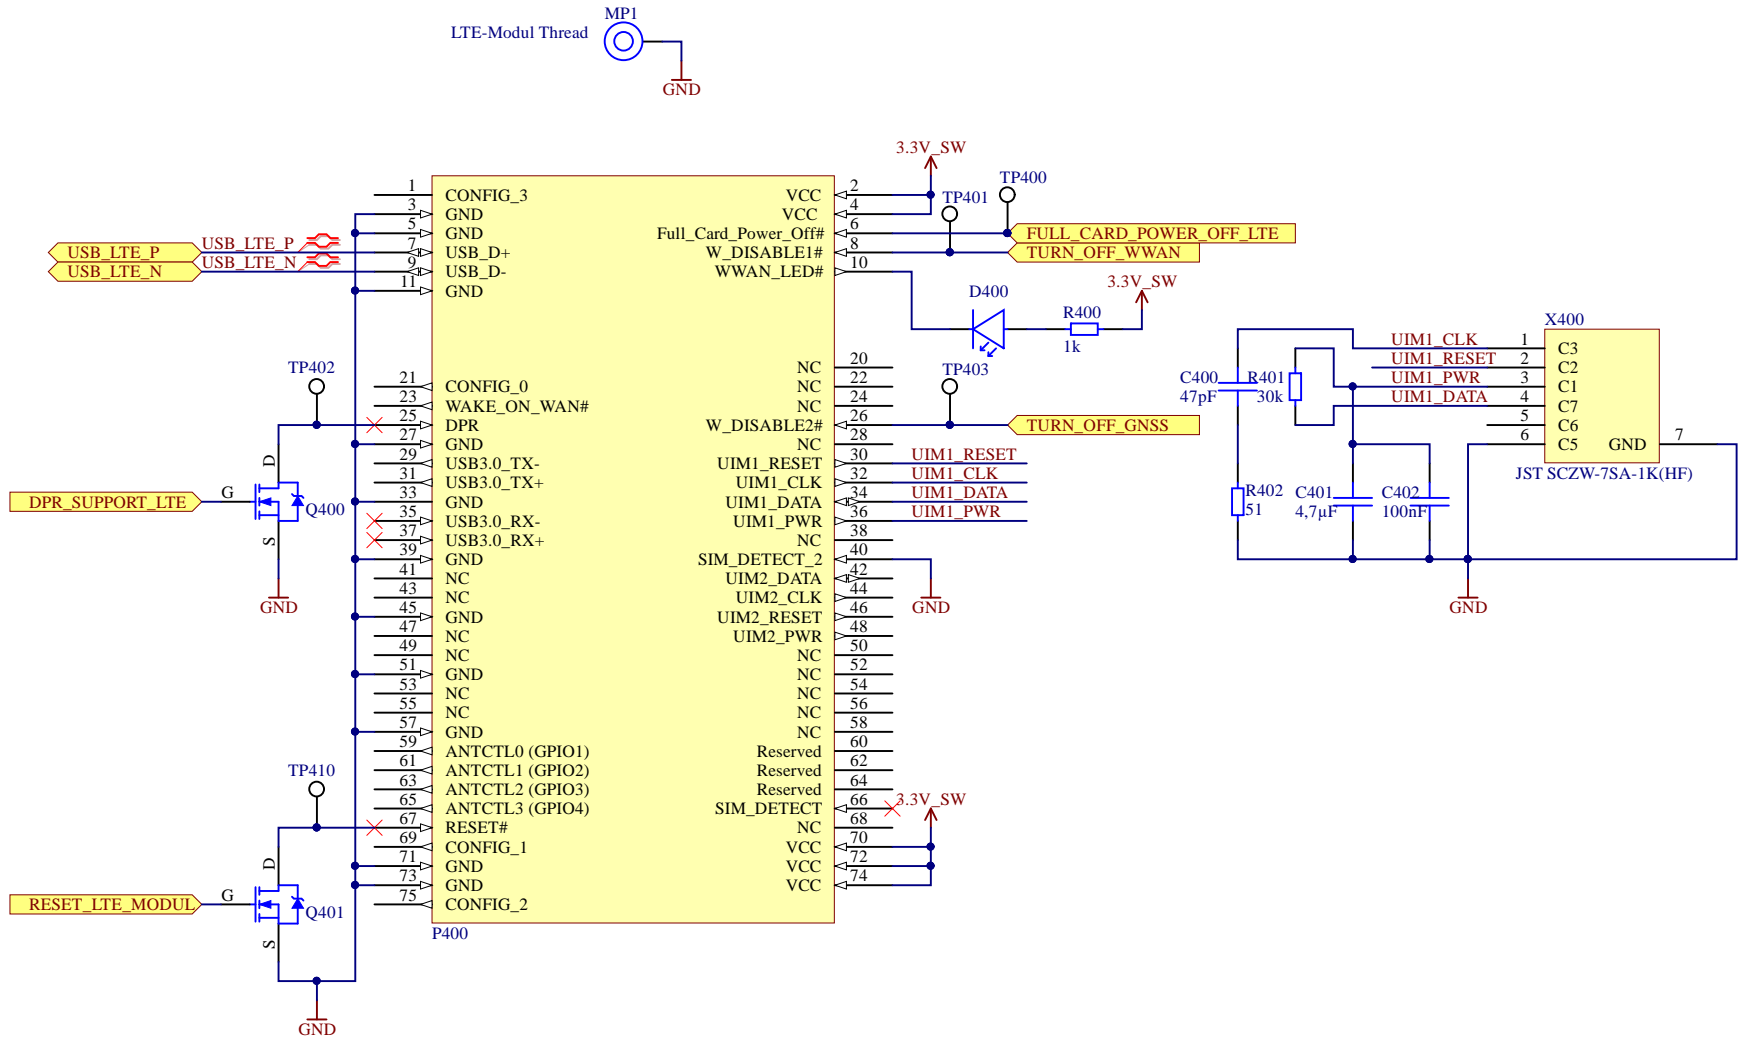 MP1
LTE-Modul Thread
GND
3.3V_SW
TP400
TP401
1 CONFIG_3 VCC 2
3 GND VCC 4
5 GND Full_Card_Power_Off# 6 FULL_CARD_POWER_OFF_LTE
USB_LTE_P USB_LTE_P 7 USB_D+ W_DISABLE1# 8 TURN_OFF_WWAN
USB_LTE_N USB_LTE_N 9 USB_D- WWAN_LED# 10
11 GND
D400
3.3V_SW
R400
1k
TP402
TP403
NC 20
21 CONFIG_0 NC 22
23 WAKE_ON_WAN# NC 24
25 DPR W_DISABLE2# 26 TURN_OFF_GNSS
27 GND NC 28
29 USB3.0_TX- UIM1_RESET 30 UIM1_RESET
31 USB3.0_TX+ UIM1_CLK 32 UIM1_CLK
33 GND UIM1_DATA 34 UIM1_DATA
35 USB3.0_RX- UIM1_PWR 36 UIM1_PWR
37 USB3.0_RX+ NC 38
39 GND SIM_DETECT_2 40
41 NC UIM2_DATA 42
43 NC UIM2_CLK 44
45 GND UIM2_RESET 46
47 NC UIM2_PWR 48
49 NC NC 50
51 GND NC 52
53 NC NC 54
55 NC NC 56
57 GND NC 58
59 ANTCTL0 (GPIO1) Reserved 60
61 ANTCTL1 (GPIO2) Reserved 62
63 ANTCTL2 (GPIO3) Reserved 64
65 ANTCTL3 (GPIO4) SIM_DETECT 66
67 RESET# NC 68
69 CONFIG_1 VCC 70
71 GND VCC 72
73 GND VCC 74
75 CONFIG_2
P400
DPR_SUPPORT_LTE G
D
S
Q400
GND
GND
3.3V_SW
TP410
RESET_LTE_MODUL G
D
S
Q401
GND
X400
UIM1_CLK 1 C3
UIM1_RESET 2 C2
UIM1_PWR 3 C1
UIM1_DATA 4 C7
5 C6
6 C5 GND 7
JST SCZW-7SA-1K(HF)
C400
47pF
R401
30k
R402
51
C401
4,7µF
C402
100nF
GND